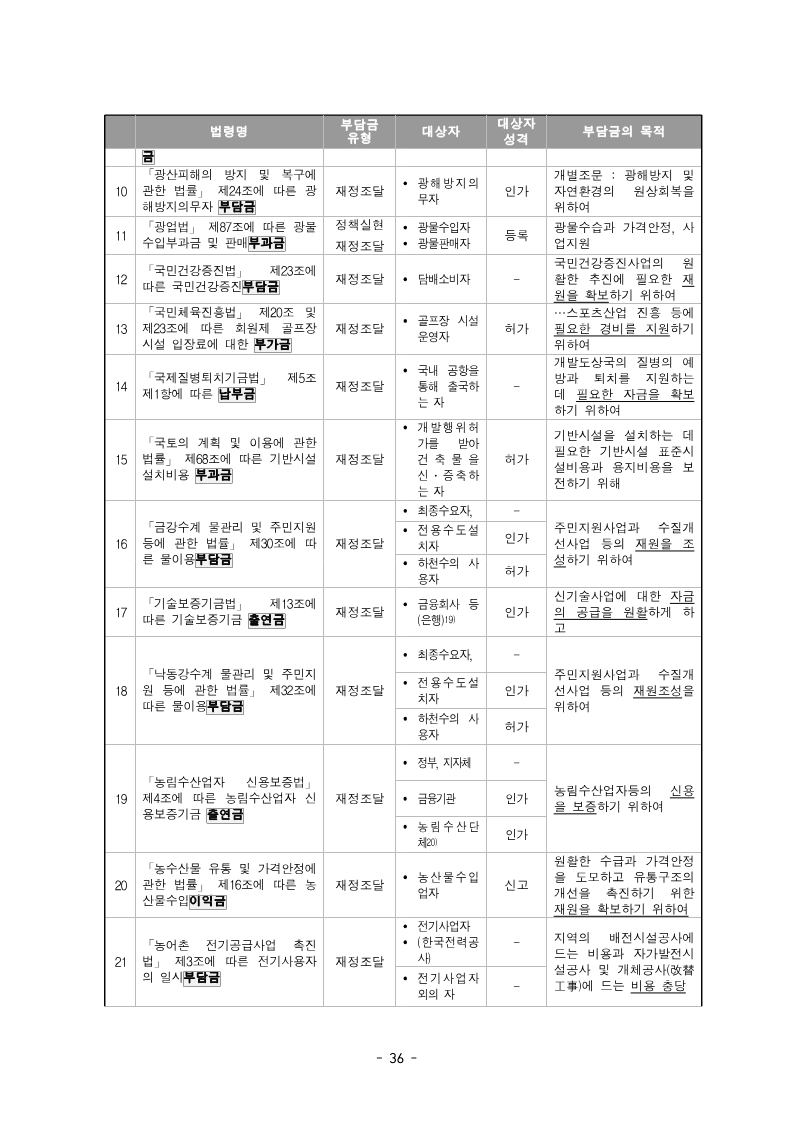 법령명
부담금
유형
대상자
대상자
성격
부담금의 목적
금
10
「광산피해의 방지 및 복구에
관한 법률」 제24조에 따른 광
해방지의무자 부담금
재정조달
• 광해방지의
무자
인가
개별조문 : 광해방지 및
자연환경의 원상회복을
위하여
11
「광업법」 제87조에 따른 광물
수입부과금 및 판매부과금
정책실현
재정조달
• 광물수입자
• 광물판매자
등록
광물수습과 가격안정, 사
업지원
12
「국민건강증진법」 제23조에
따른 국민건강증진부담금
재정조달
• 담배소비자
-
국민건강증진사업의 원
활한 추진에 필요한 재
원을 확보하기 위하여
13
「국민체육진흥법」 제20조 및
제23조에 따른 회원제 골프장
시설 입장료에 대한 부가금
재정조달
• 골프장 시설
운영자
허가
…스포츠산업 진흥 등에
필요한 경비를 지원하기
위하여
14
「국제질병퇴치기금법」 제5조
제1항에 따른 납부금
재정조달
• 국내 공항을
통해 출국하
는 자
-
개발도상국의 질병의 예
방과 퇴치를 지원하는
데 필요한 자금을 확보
하기 위하여
15
「국토의 계획 및 이용에 관한
법률」 제68조에 따른 기반시설
설치비용 부과금
재정조달
• 개발행위허
가를 받아
건축물을
신·증축하
는 자
허가
기반시설을 설치하는 데
필요한 기반시설 표준시
설비용과 용지비용을 보
전하기 위해
16
「금강수계 물관리 및 주민지원
등에 관한 법률」 제30조에 따
른 물이용부담금
재정조달
• 최종수요자,
-
• 전용수도설
치자
인가
• 하천수의 사
용자
허가
주민지원사업과 수질개
선사업 등의 재원을 조
성하기 위하여
17
「기술보증기금법」 제13조에
따른 기술보증기금 출연금
재정조달
• 금융회사 등
(은행)19)
인가
신기술사업에 대한 자금
의 공급을 원활하게 하
고
18
「낙동강수계 물관리 및 주민지
원 등에 관한 법률」 제32조에
따른 물이용부담금
재정조달
• 최종수요자,
-
• 전용수도설
치자
인가
• 하천수의 사
용자
허가
주민지원사업과 수질개
선사업 등의 재원조성을
위하여
19
「농림수산업자 신용보증법」
제4조에 따른 농림수산업자 신
용보증기금 출연금
재정조달
• 정부, 지자체
-
• 금융기관
인가
• 농림수산단
체20)
인가
농림수산업자등의 신용
을 보증하기 위하여
20
「농수산물 유통 및 가격안정에
관한 법률」 제16조에 따른 농
산물수입이익금
재정조달
• 농산물수입
업자
신고
원활한 수급과 가격안정
을 도모하고 유통구조의
개선을 촉진하기 위한
재원을 확보하기 위하여
21
「농어촌 전기공급사업 촉진
법」 제3조에 따른 전기사용자
의 일시부담금
재정조달
• 전기사업자
• (한국전력공
사)
-
• 전기사업자
외의 자
-
지역의 배전시설공사에
드는 비용과 자가발전시
설공사 및 개체공사(改替
工事)에 드는 비용 충당
- 36 -